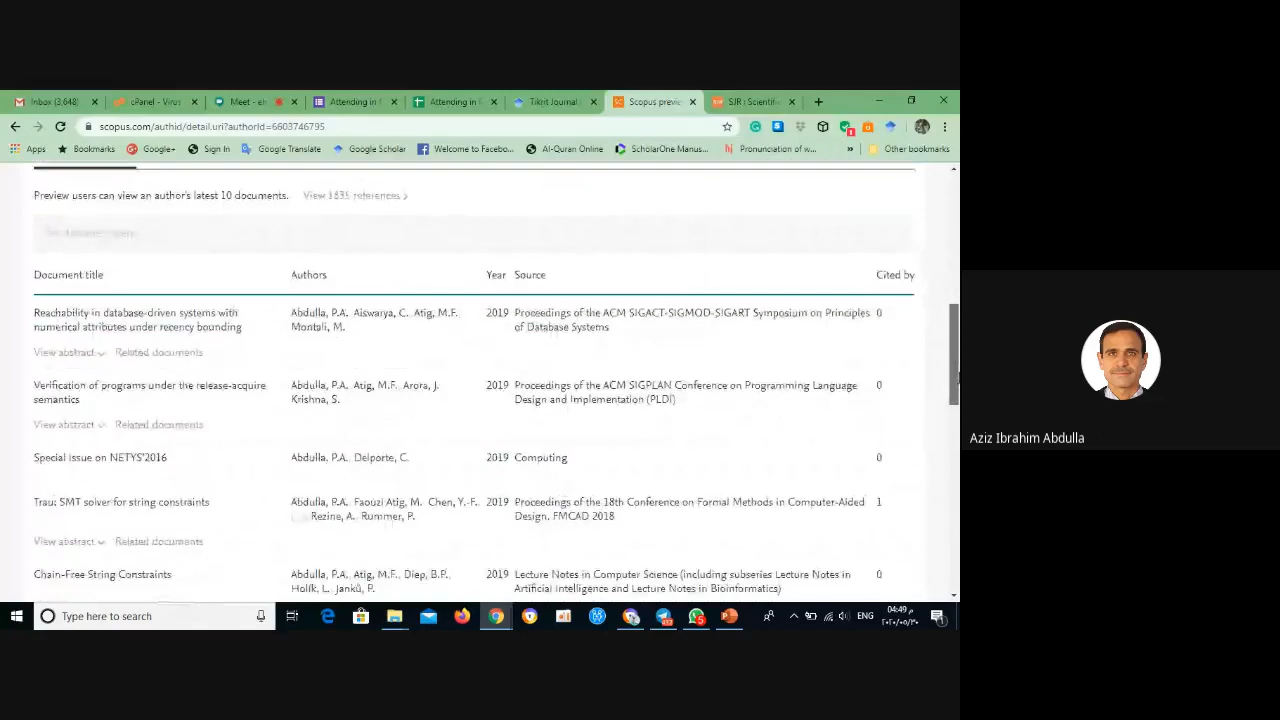 Inbox (3,648)
cPanel - Virus
Meet - eh
Attending in F
Attending in F
Tikrit Journal
Scopus previe
SJR : Scientifi
scopus.com/authid/detail.uri?authorId=6603746795
Apps
Bookmarks
Google+
Sign In
Google Translate
Google Scholar
Welcome to Facebo...
Al-Quran Online
ScholarOne Manus...
Pronunciation of w...
»
Other bookmarks
Preview users can view an author's latest 10 documents.
View 1835 references >
Document title Authors Year Source Cited by
Reachability in database-driven systems with
numerical attributes under recency bounding
Abdulla, P.A. Aiswarya, C. Atig, M.F.
Montali, M.
2019
Proceedings of the ACM SIGACT-SIGMOD-SIGART Symposium on Principles
of Database Systems
0
View abstract Related documents
Verification of programs under the release-acquire
semantics
Abdulla, P.A. Atig, M.F. Arora, J.
Krishna, S.
2019
Proceedings of the ACM SIGPLAN Conference on Programming Language
Design and Implementation (PLDI)
0
View abstract Related documents
Special issue on NETYS'2016
Abdulla, P.A. Delporte, C.
2019
Computing
0
Trau: SMT solver for string constraints
Abdulla, P.A. Faouzi Atig, M. Chen, Y.-F.
Rezine, A. Rummer, P.
2019
Proceedings of the 18th Conference on Formal Methods in Computer-Aided
Design, FMCAD 2018
1
View abstract Related documents
Chain-Free String Constraints
Abdulla, P.A. Atig, M.F. Diep, B.P.,
Holík, L. Janků, P.
2019
Lecture Notes in Computer Science (including subseries Lecture Notes in
Artificial Intelligence and Lecture Notes in Bioinformatics)
0
Type here to search
ENG
04:49 م
٢٠٢٠/٠٥/٣٠
Aziz Ibrahim Abdulla